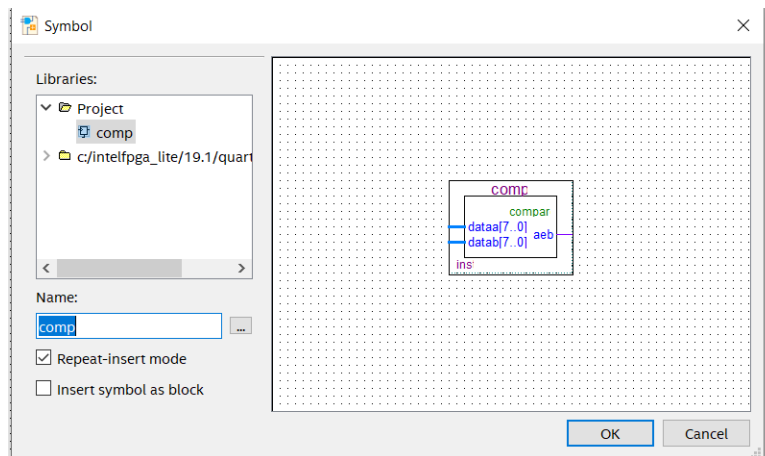 Symbol
Libraries:
Project
comp
c:/intelfpga_lite/19.1/quart
Name:
comp
...
Repeat-insert mode
Insert symbol as block
comp
compar
dataa[7..0]
datab[7..0]
aeb
ins
OK
Cancel